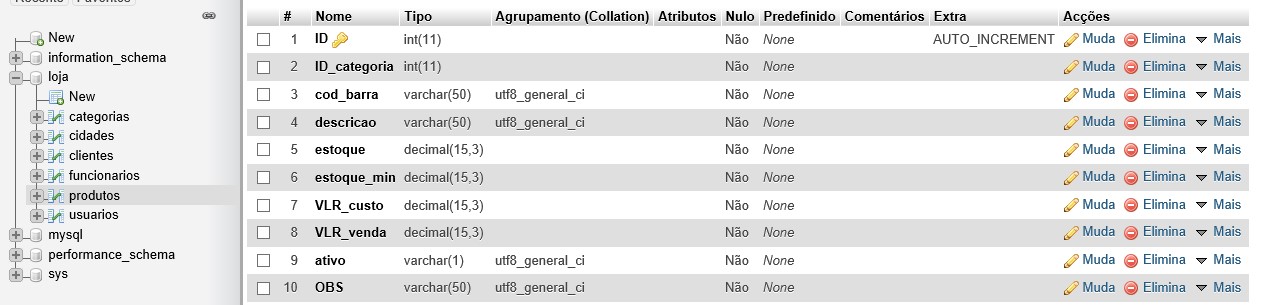 Recente Favoritos
New
information_schema
loja
New
categorias
cidades
clientes
funcionarios
produtos
usuarios
mysql
performance_schema
sys
# Nome Tipo Agrupamento (Collation) Atributos Nulo Predefinido Comentários Extra Acções
1 ID int(11) Não None AUTO_INCREMENT Muda Elimina Mais
2 ID_categoria int(11) Não None Muda Elimina Mais
3 cod_barra varchar(50) utf8_general_ci Não None Muda Elimina Mais
4 descricao varchar(50) utf8_general_ci Não None Muda Elimina Mais
5 estoque decimal(15,3) Não None Muda Elimina Mais
6 estoque_min decimal(15,3) Não None Muda Elimina Mais
7 VLR_custo decimal(15,3) Não None Muda Elimina Mais
8 VLR_venda decimal(15,3) Não None Muda Elimina Mais
9 ativo varchar(1) utf8_general_ci Não None Muda Elimina Mais
10 OBS varchar(50) utf8_general_ci Não None Muda Elimina Mais